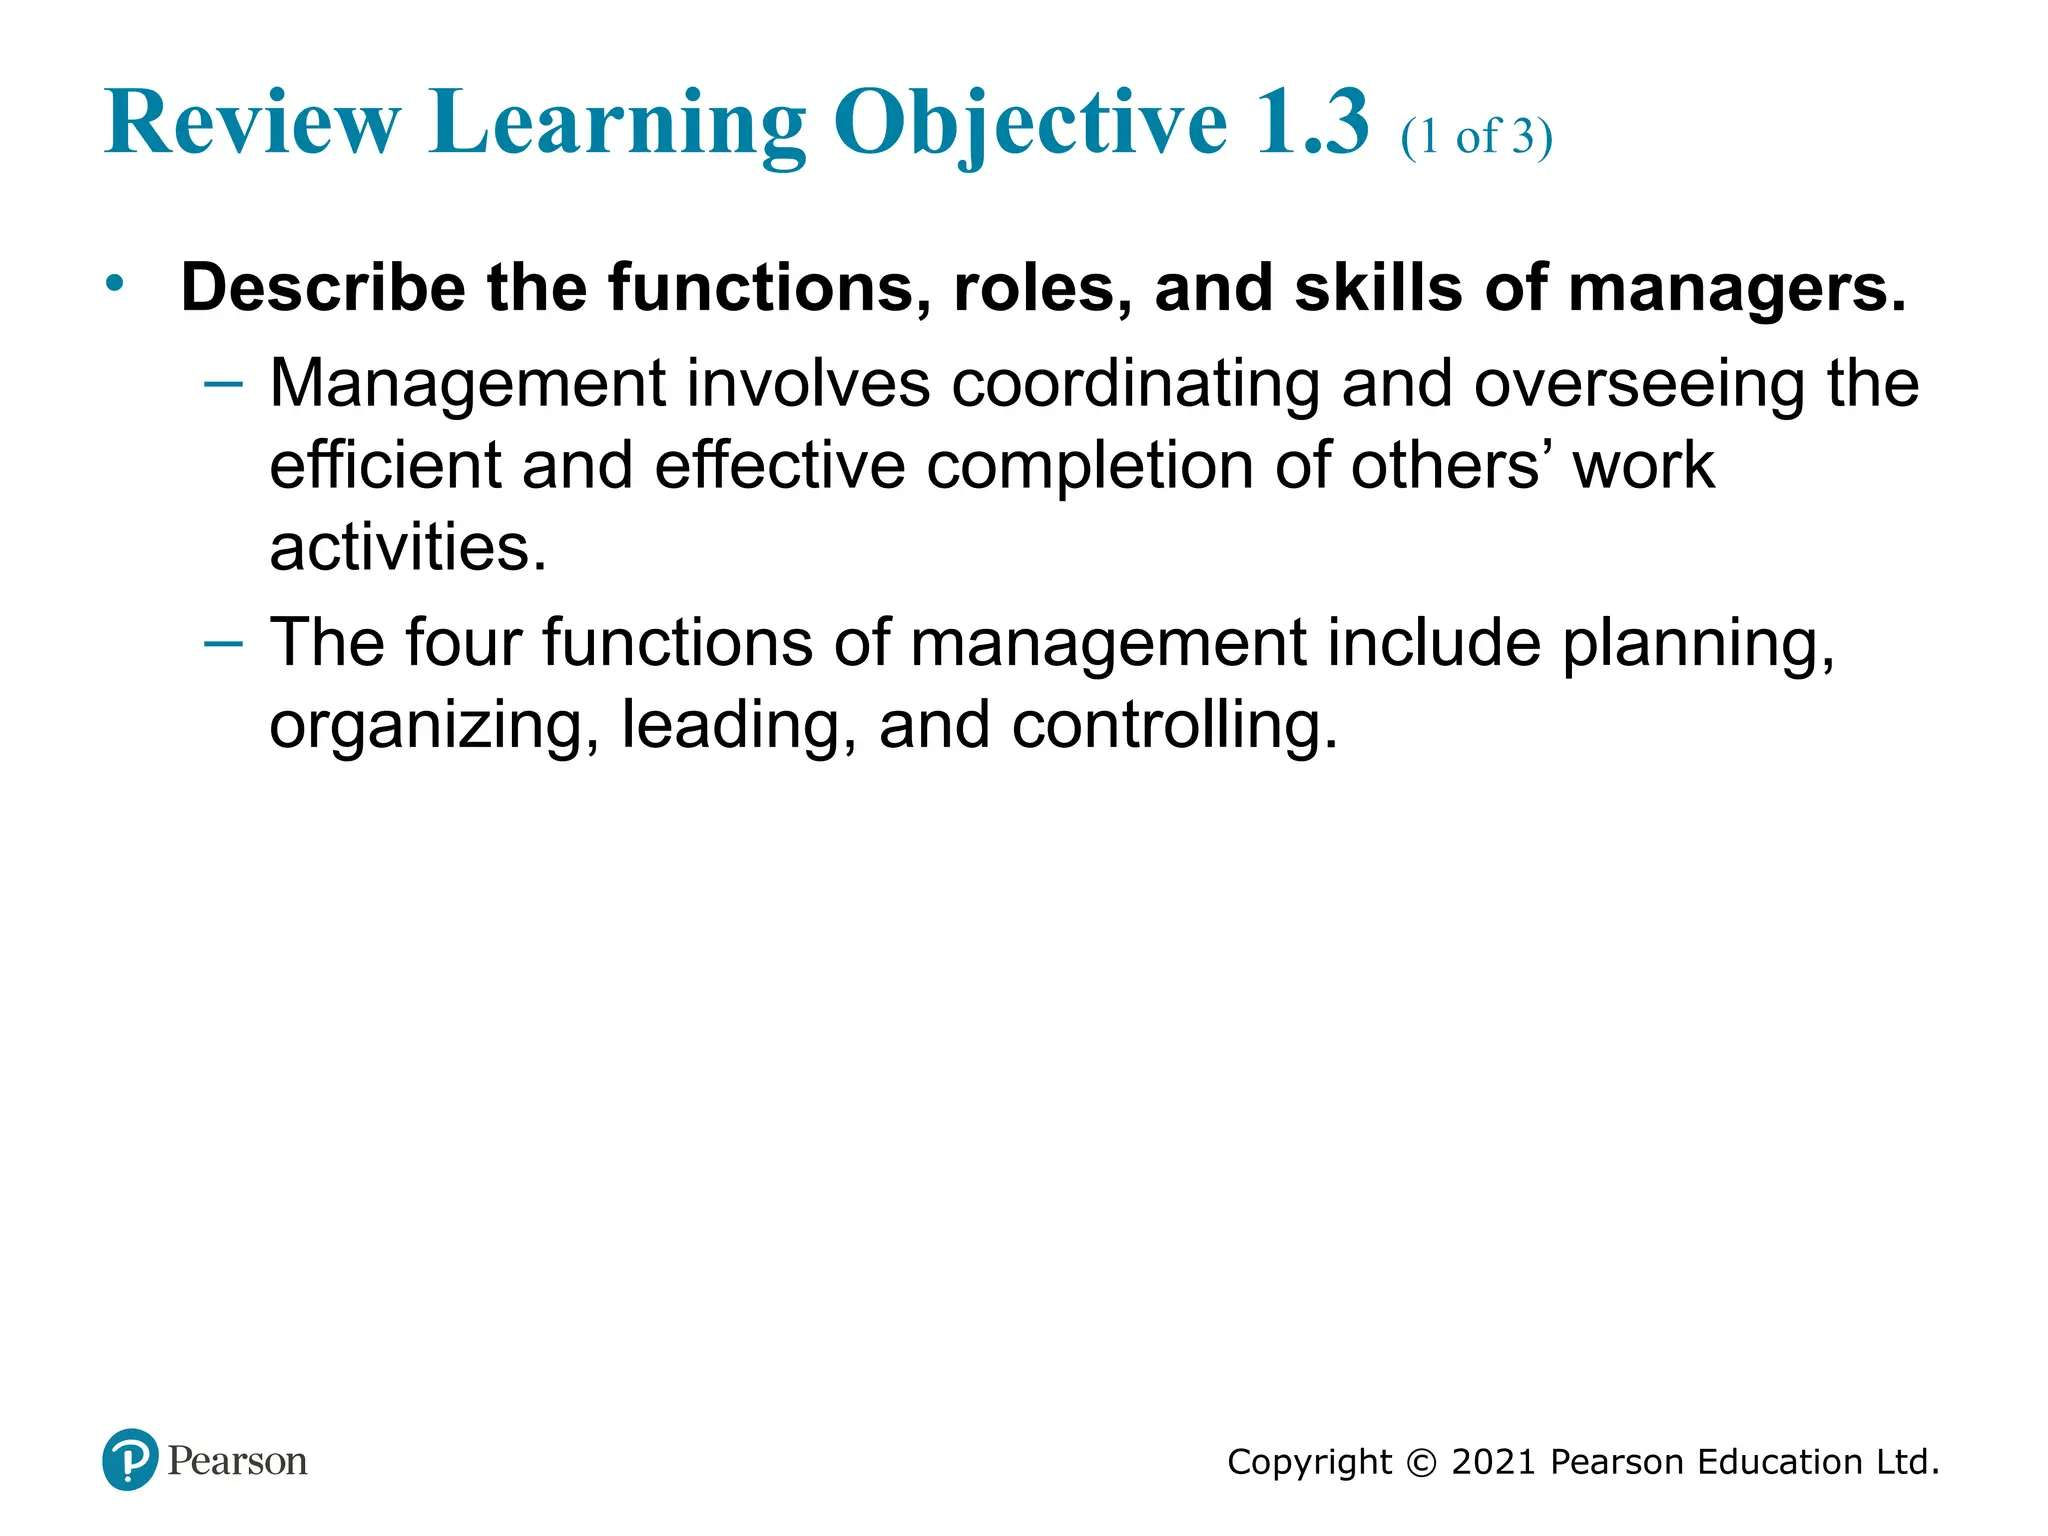 Review Learning Objective 1.3 (1 of 3)
• Describe the functions, roles, and skills of managers.
– Management involves coordinating and overseeing the
efficient and effective completion of others’ work
activities.
– The four functions of management include planning,
organizing, leading, and controlling.
Pearson
Copyright © 2021 Pearson Education Ltd.